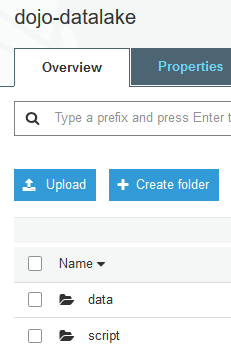 dojo-datalake
Overview
Properties
Type a prefix and press Enter t
Upload
Create folder
Name
data
script